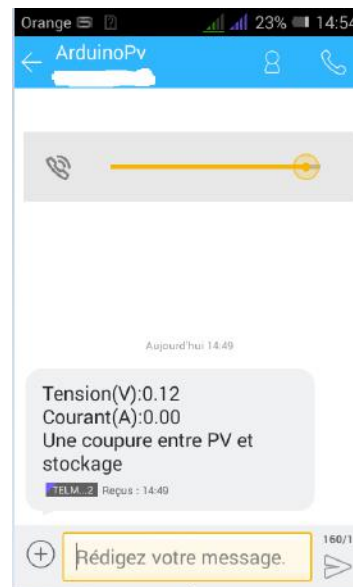 Orange 23% 14:54
ArduinoPv
Aujourd'hui 14:49
Tension(V):0.12
Courant(A):0.00
Une coupure entre PV et
stockage
TELM...2 Reçus : 14:49
160/1
Rédigez votre message.